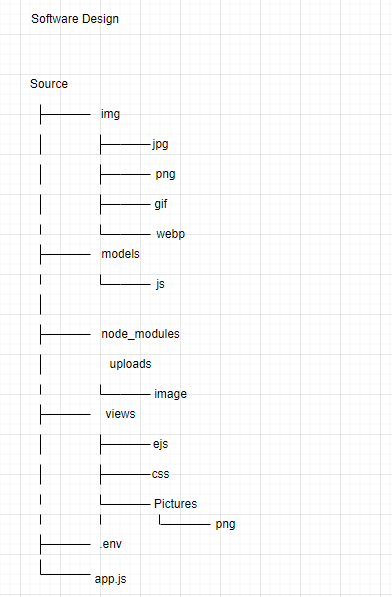 Software Design
Source
img
jpg
png
gif
webp
models
js
node_modules
uploads
image
views
ejs
css
Pictures
png
.env
app.js